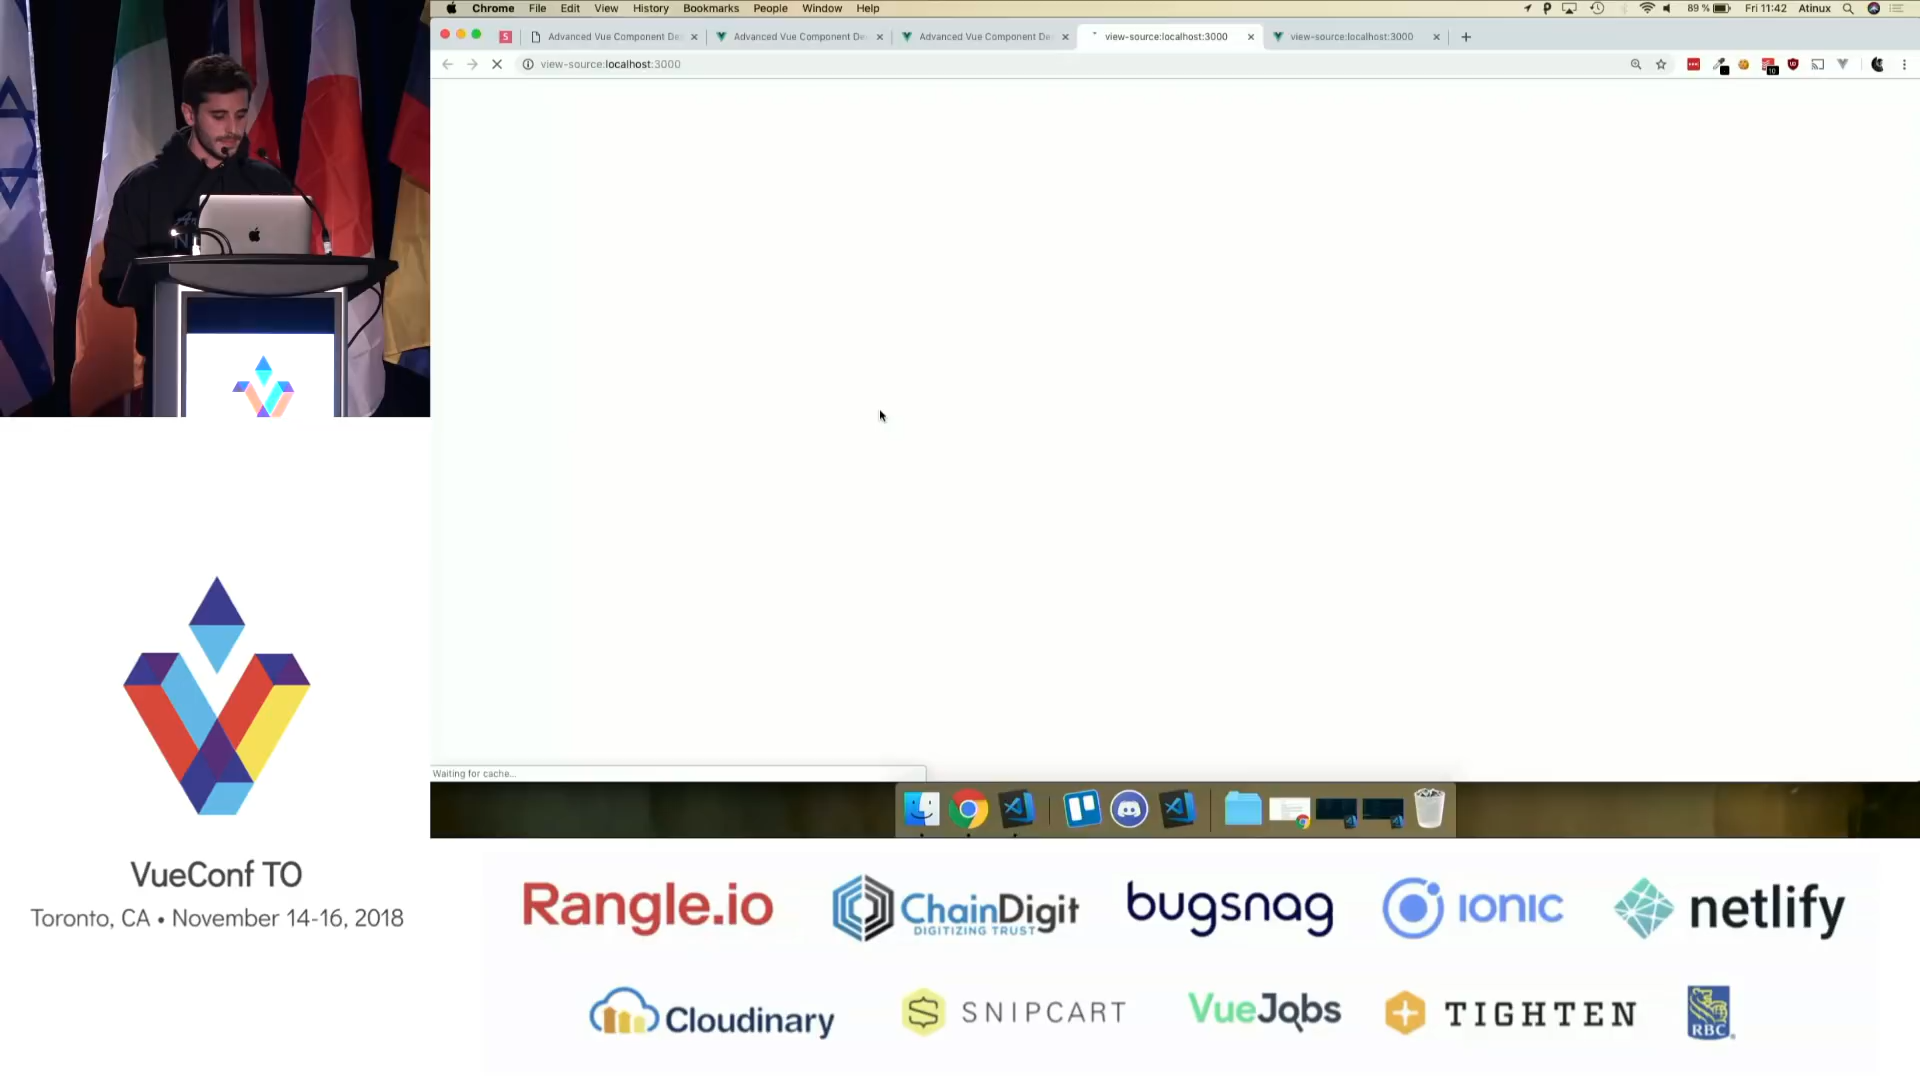 Chrome File Edit View History Bookmarks People Window Help
89 % Fri 11:42 Atinux
Advanced Vue Component De
Advanced Vue Component De
Advanced Vue Component De
view-source:localhost:3000
view-source:localhost:3000
view-source:localhost:3000
10
Waiting for cache...
VueConf TO
Toronto, CA • November 14-16, 2018
Rangle.io
ChainDigit
DIGITIZING TRUST
bugsnag
IONIC
netlify
Cloudinary
SNIPCART
VueJobs
TIGHTEN
RBC